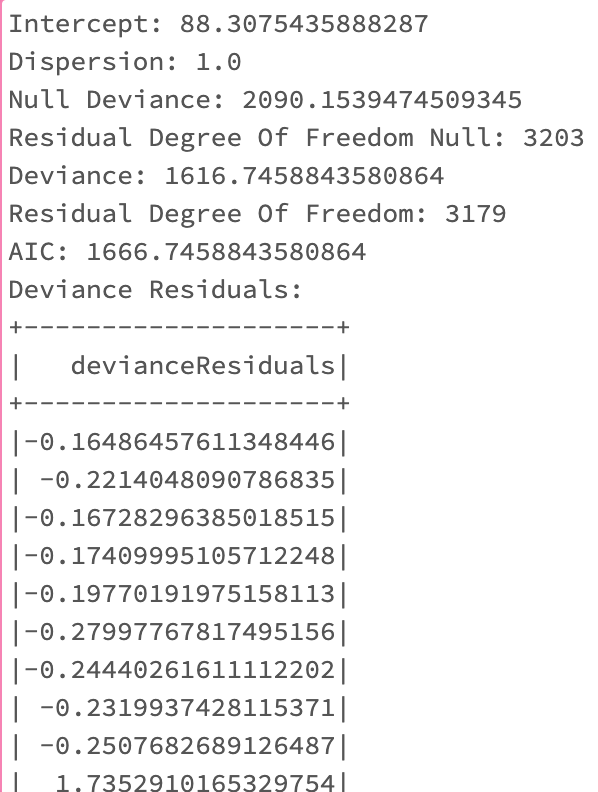 Intercept: 88.3075435888287
Dispersion: 1.0
Null Deviance: 2090.1539474509345
Residual Degree Of Freedom Null: 3203
Deviance: 1616.7458843580864
Residual Degree Of Freedom: 3179
AIC: 1666.7458843580864
Deviance Residuals:
+--------------------+
|   devianceResiduals|
+--------------------+
|-0.16486457611348446|
| -0.2214048090786835|
|-0.16728296385018515|
|-0.17409995105712248|
|-0.19770191975158113|
|-0.27997767817495156|
|-0.24440261611112202|
| -0.2319937428115371|
| -0.2507682689126487|
|  1.7352910165329754|